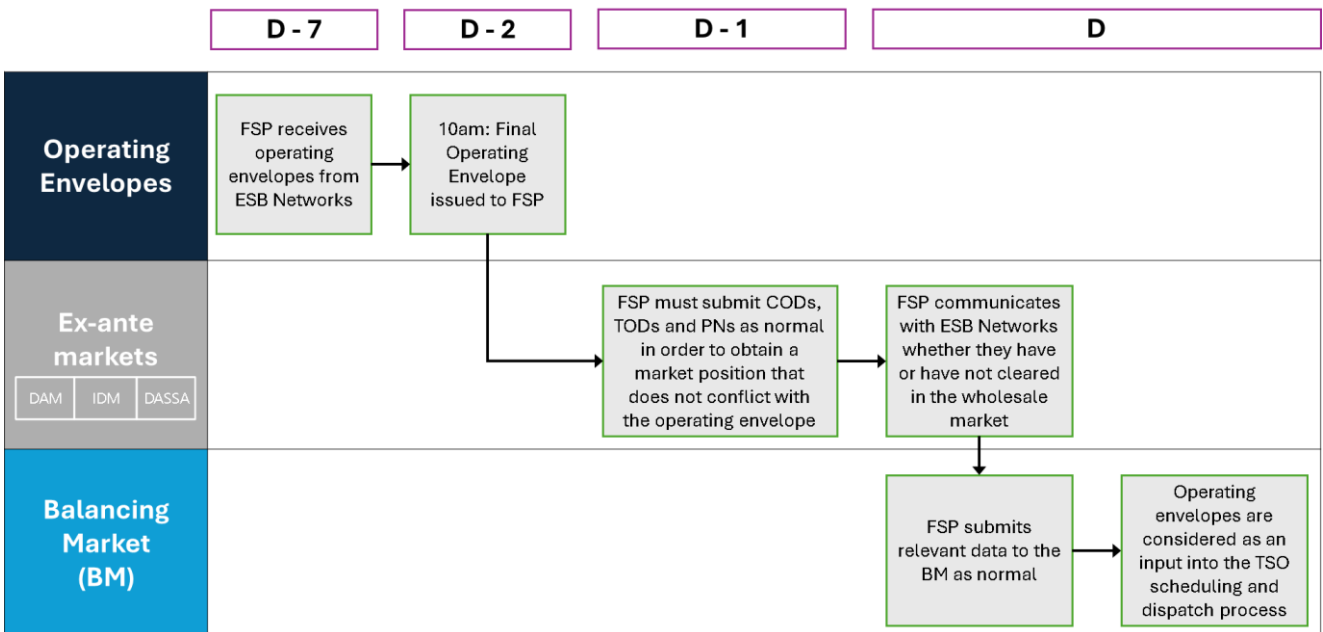 D - 7
D - 2
D - 1
D
Operating
Envelopes
FSP receives
operating
envelopes from
ESB Networks
10am: Final
Operating
Envelope
issued to FSP
Ex-ante
markets
DAM
IDM
DASSA
FSP must submit CODs,
TODs and PNs as normal
in order to obtain a
market position that
does not conflict with
the operating envelope
FSP communicates
with ESB Networks
whether they have
or have not cleared
in the wholesale
market
Balancing
Market
(BM)
FSP submits
relevant data to the
BM as normal
Operating
envelopes are
considered as an
input into the TSO
scheduling and
dispatch process